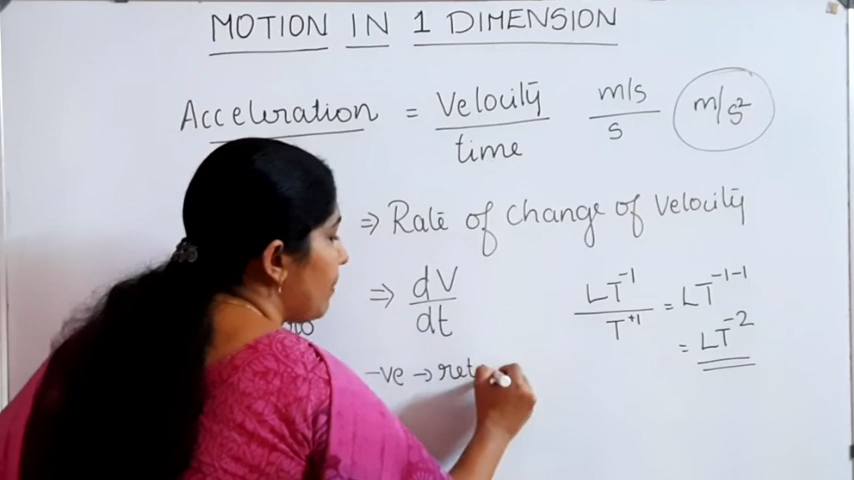 MOTION IN 1 DIMENSION
Acceleration = Velocity / time m/s / s m/s²
⇒ Rate of Change of Velocity
⇒ dV / dt
LT⁻¹ / T⁺¹ = LT⁻¹⁻¹
= LT⁻²
-ve → ret